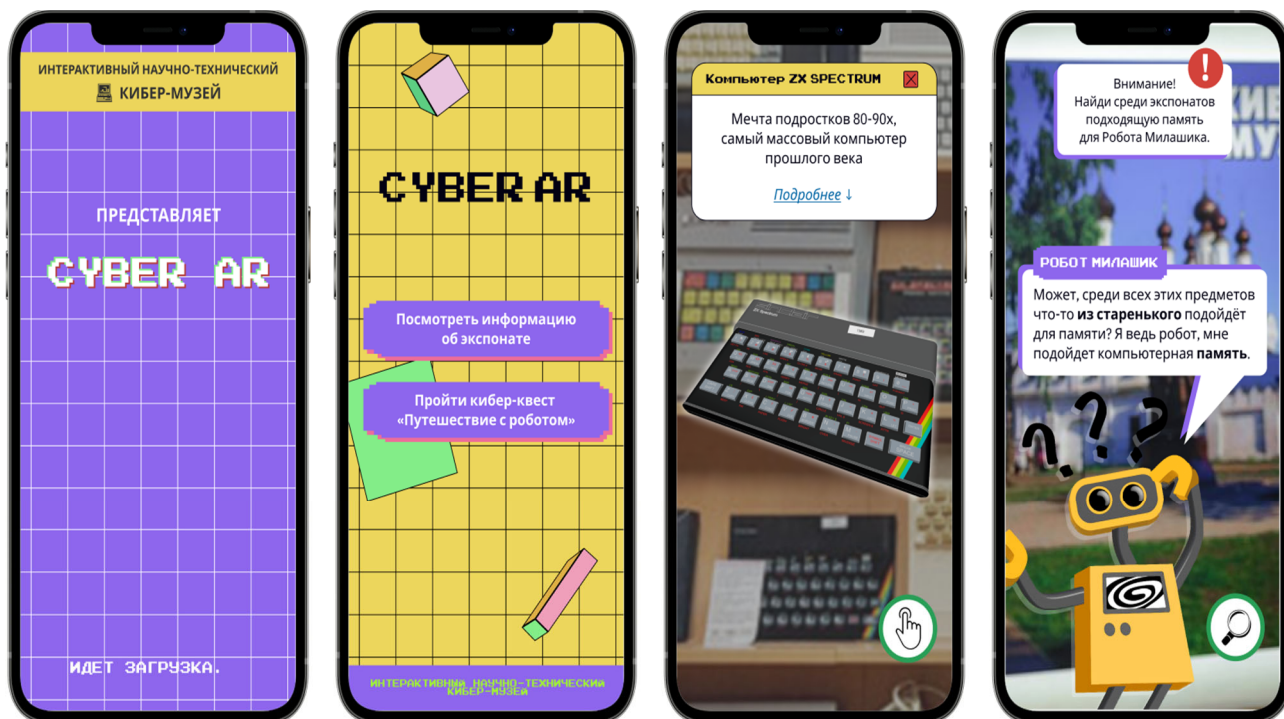 ИНТЕРАКТИВНЫЙ НАУЧНО-ТЕХНИЧЕСКИЙ
КИБЕР-МУЗЕЙ
ПРЕДСТАВЛЯЕТ
CYBER AR
ИДЕТ ЗАГРУЗКА.
CYBER AR
Посмотреть информацию
об экспонате
Пройти кибер-квест
«Путешествие с роботом»
ИНТЕРАКТИВНЫЙ НАУЧНО-ТЕХНИЧЕСКИЙ
КИБЕР-МУЗЕЙ
Компьютер ZX SPECTRUM
Мечта подростков 80-90х,
самый массовый компьютер
прошлого века
Подробнее ↓
ZX Spectrum
!
Внимание!
Найди среди экспонатов
подходящую память
для Робота Милашика.
РОБОТ МИЛАШИК
Может, среди всех этих предметов
что-то из старенького подойдёт
для памяти? Я ведь робот, мне
подойдет компьютерная память.
? ? ?